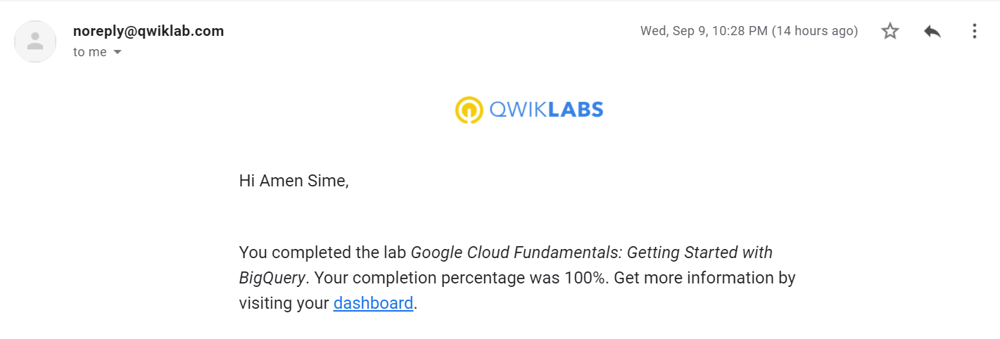 noreply@qwiklab.com
Wed, Sep 9, 10:28 PM (14 hours ago)
to me
QWIKLABS
Hi Amen Sime,
You completed the lab Google Cloud Fundamentals: Getting Started with
BigQuery. Your completion percentage was 100%. Get more information by
visiting your dashboard.